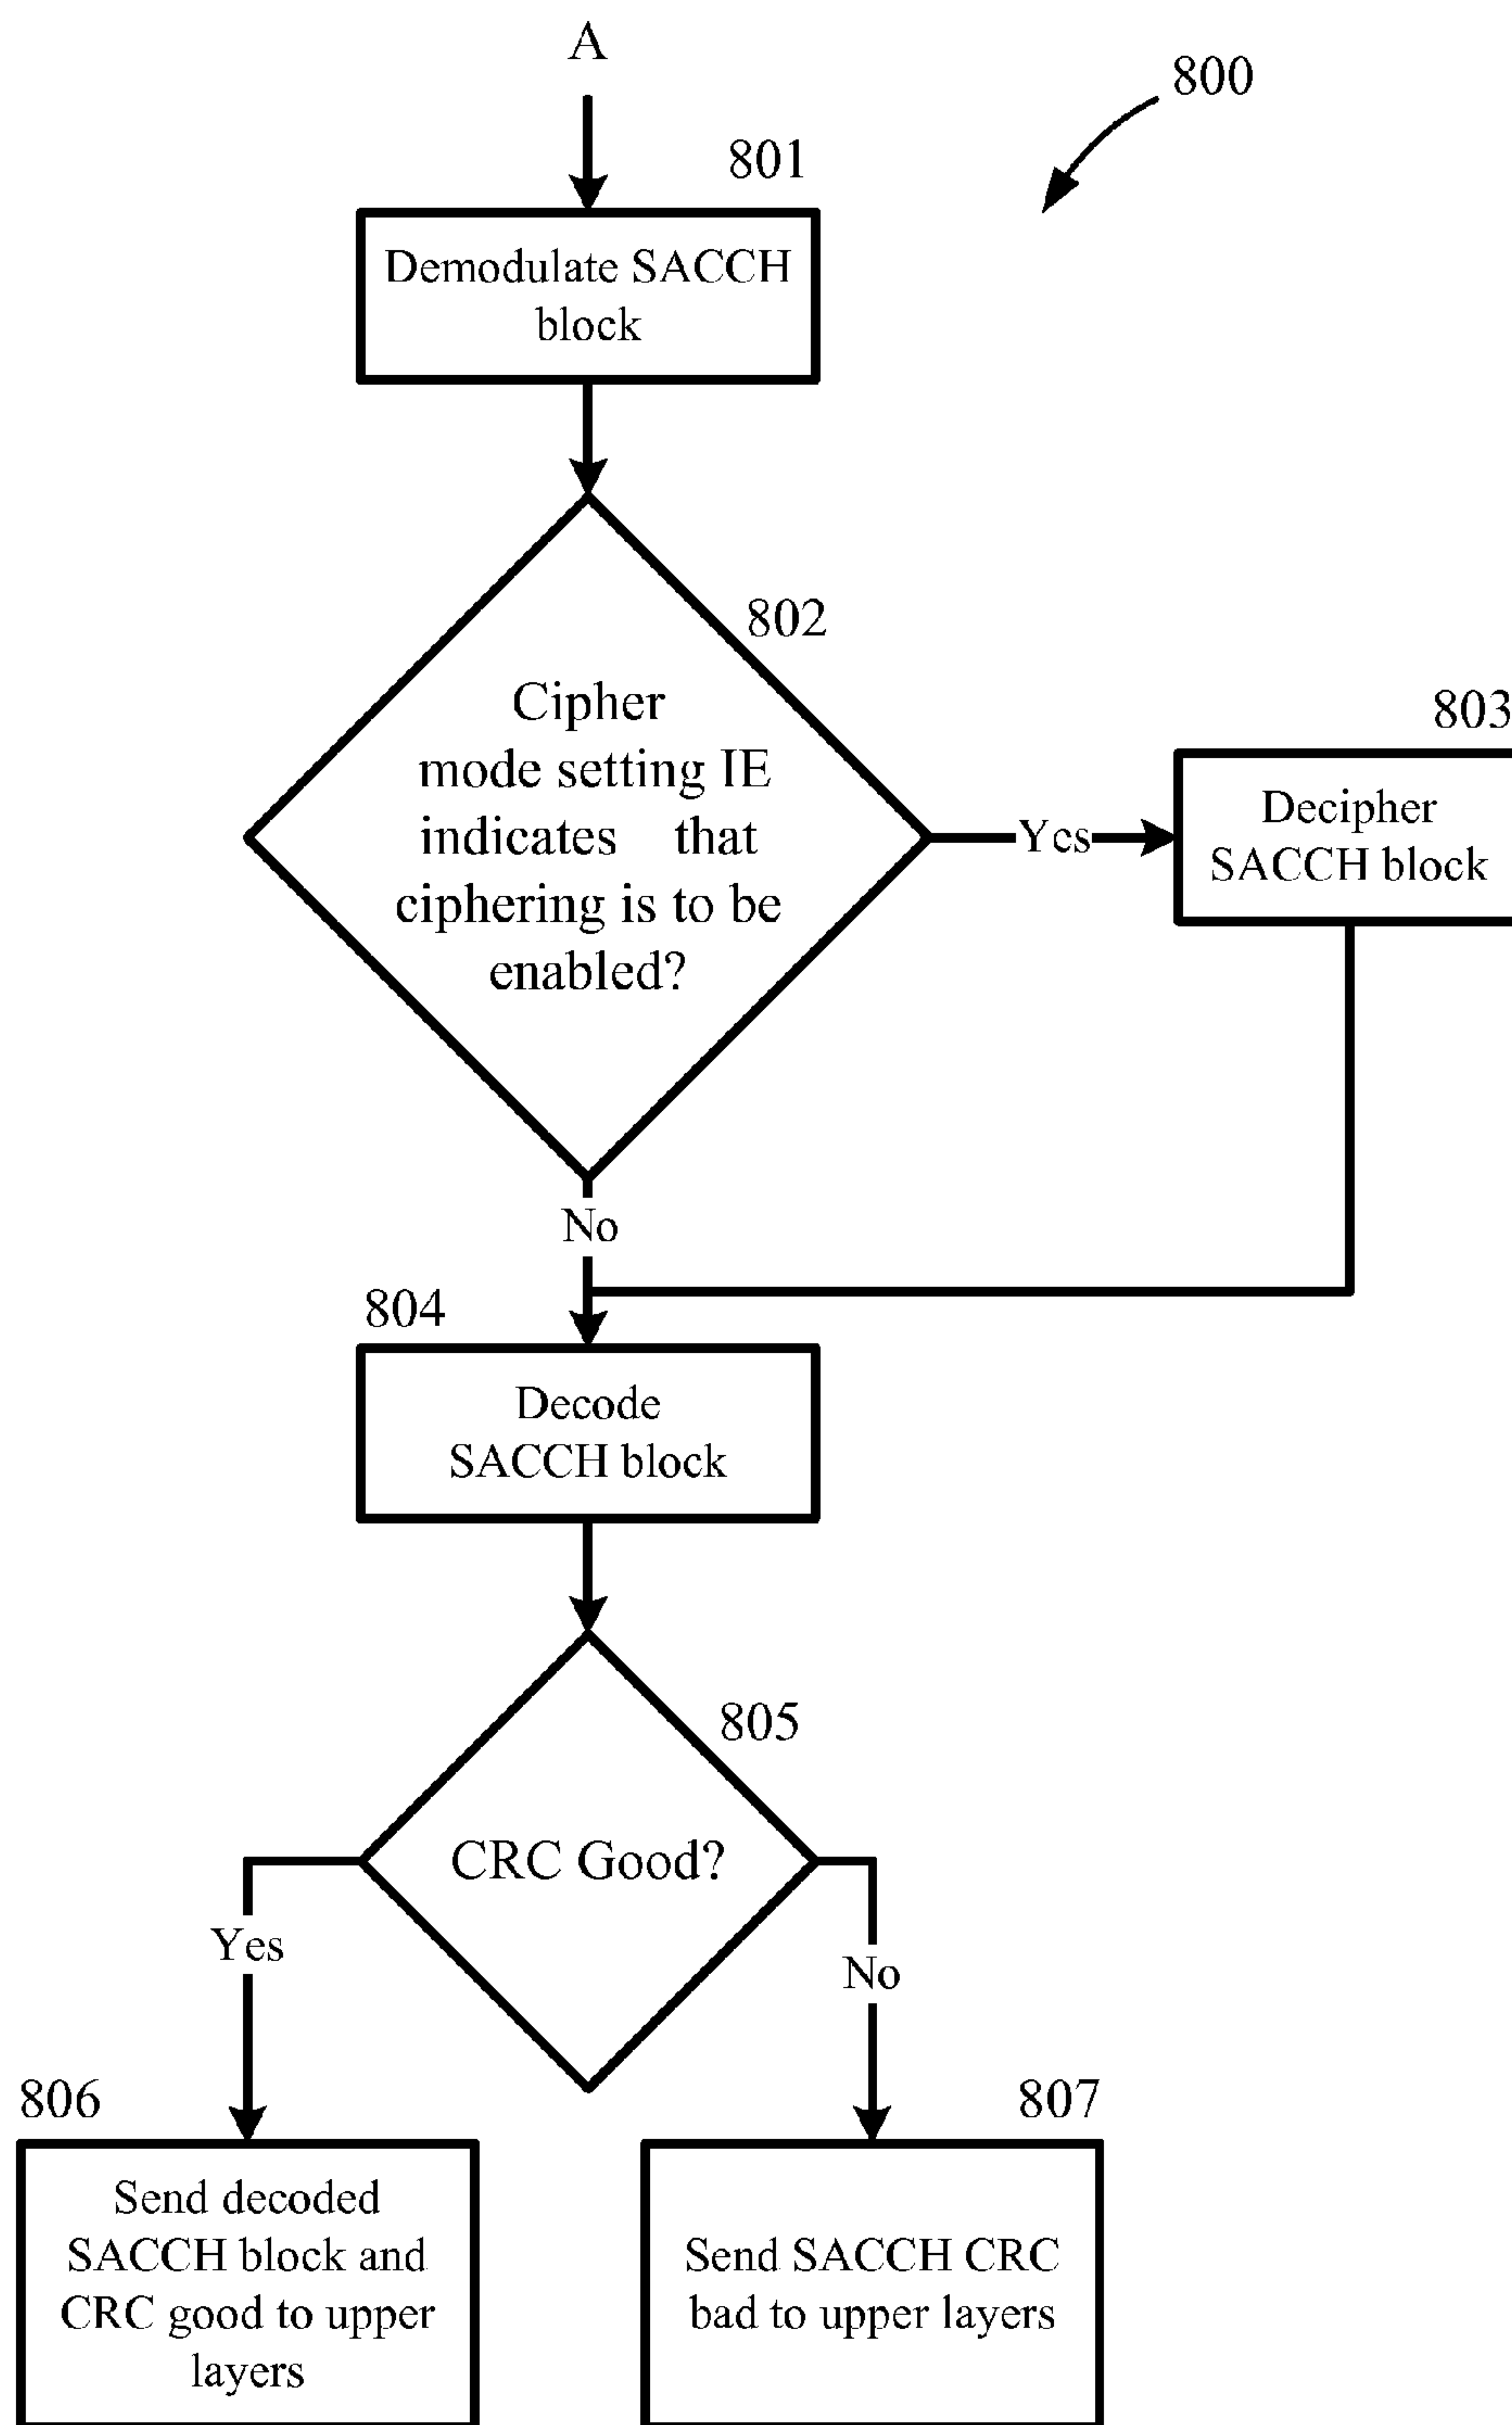 A
800
801
Demodulate SACCH
block
802
Cipher
mode setting IE
indicates that
ciphering is to be
enabled?
Yes
803
Decipher
SACCH block
No
804
Decode
SACCH block
805
CRC Good?
Yes
No
806
Send decoded
SACCH block and
CRC good to upper
layers
807
Send SACCH CRC
bad to upper layers